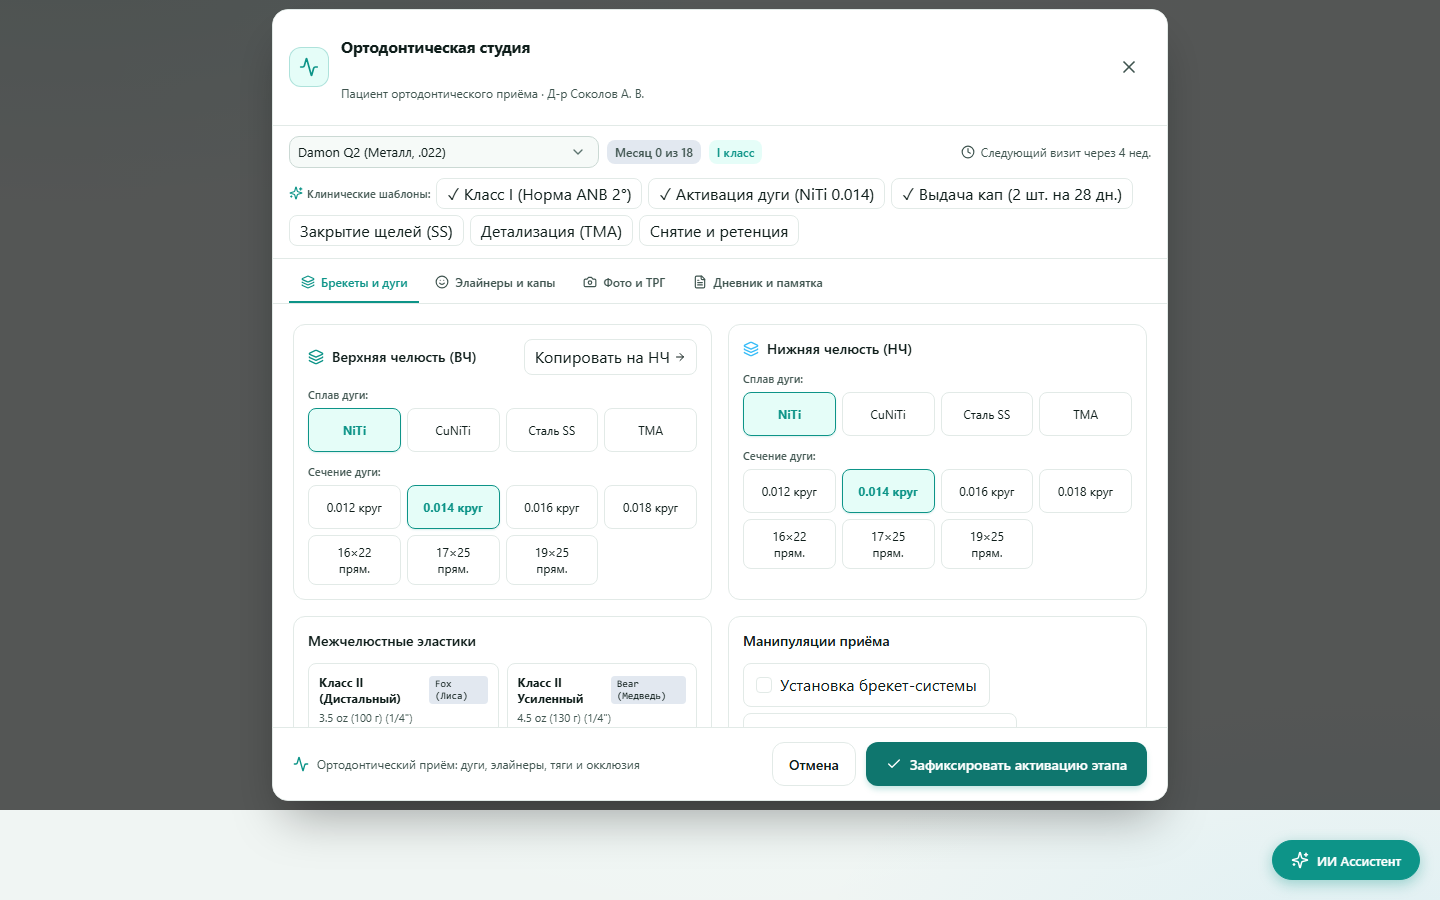 Ортодонтическая студия
Пациент ортодонтического приёма · Д-р Соколов А. В.
Damon Q2 (Металл, .022)
Месяц 0 из 18
I класс
Следующий визит через 4 нед.
Клинические шаблоны:
✓ Класс I (Норма ANB 2°)
✓ Активация дуги (NiTi 0.014)
✓ Выдача кап (2 шт. на 28 дн.)
Закрытие щелей (SS)
Детализация (TMA)
Снятие и ретенция
Брекеты и дуги
Элайнеры и капы
Фото и ТРГ
Дневник и памятка
Верхняя челюсть (ВЧ)
Копировать на НЧ →
Сплав дуги:
NiTi
CuNiTi
Сталь SS
TMA
Сечение дуги:
0.012 круг
0.014 круг
0.016 круг
0.018 круг
16×22
прям.
17×25
прям.
19×25
прям.
Нижняя челюсть (НЧ)
Сплав дуги:
NiTi
CuNiTi
Сталь SS
TMA
Сечение дуги:
0.012 круг
0.014 круг
0.016 круг
0.018 круг
16×22
прям.
17×25
прям.
19×25
прям.
Межчелюстные эластики
Класс II
(Дистальный)
Fox
(Лиса)
3.5 oz (100 г) (1/4")
Класс II
Усиленный
Bear
(Медведь)
4.5 oz (130 г) (1/4")
Манипуляции приёма
Установка брекет-системы
Ортодонтический приём: дуги, элайнеры, тяги и окклюзия
Отмена
Зафиксировать активацию этапа
ИИ Ассистент